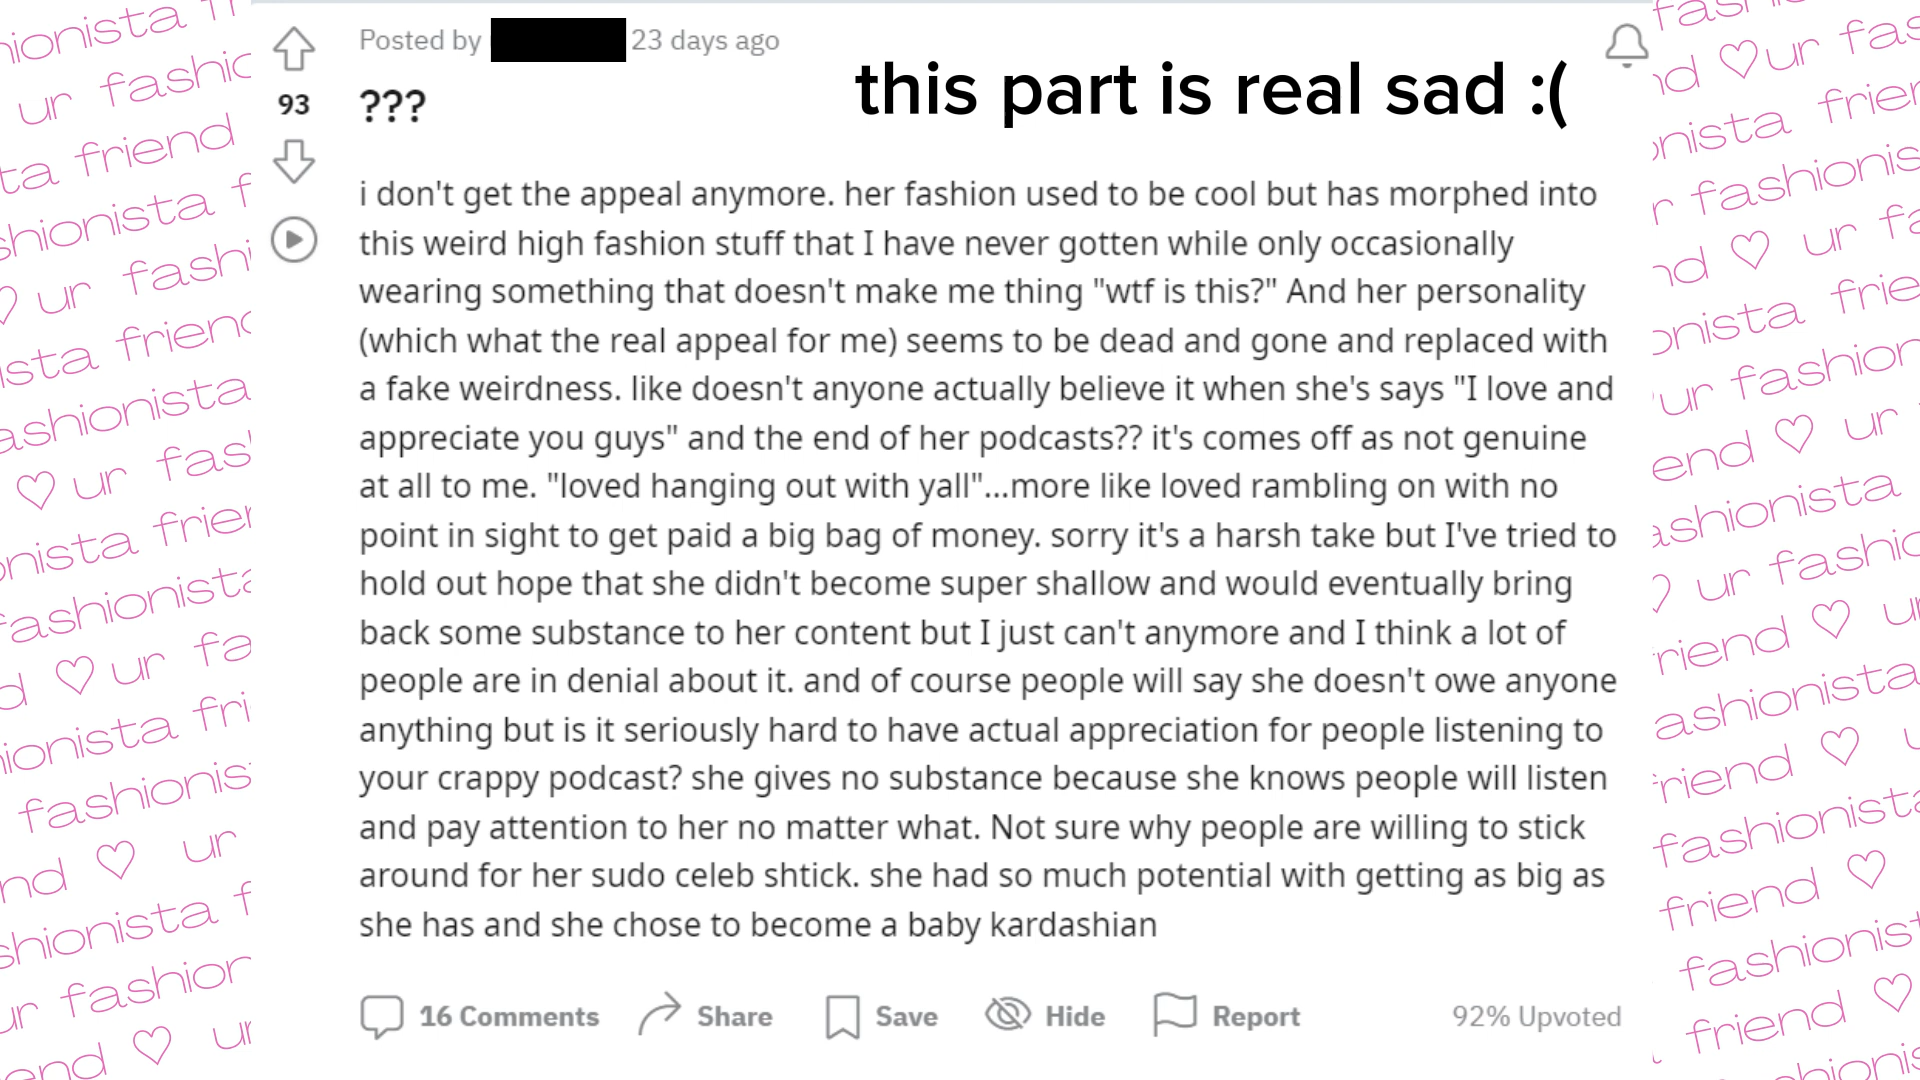 Posted by 23 days ago
this part is real sad :(
93
???
i don't get the appeal anymore. her fashion used to be cool but has morphed into
this weird high fashion stuff that I have never gotten while only occasionally
wearing something that doesn't make me thing "wtf is this?" And her personality
(which what the real appeal for me) seems to be dead and gone and replaced with
a fake weirdness. like doesn't anyone actually believe it when she's says "I love and
appreciate you guys" and the end of her podcasts?? it's comes off as not genuine
at all to me. "loved hanging out with yall"...more like loved rambling on with no
point in sight to get paid a big bag of money. sorry it's a harsh take but I've tried to
hold out hope that she didn't become super shallow and would eventually bring
back some substance to her content but I just can't anymore and I think a lot of
people are in denial about it. and of course people will say she doesn't owe anyone
anything but is it seriously hard to have actual appreciation for people listening to
your crappy podcast? she gives no substance because she knows people will listen
and pay attention to her no matter what. Not sure why people are willing to stick
around for her sudo celeb shtick. she had so much potential with getting as big as
she has and she chose to become a baby kardashian
16 Comments Share Save Hide Report 92% Upvoted
ur fashionista friend ♡ ur fashionista friend